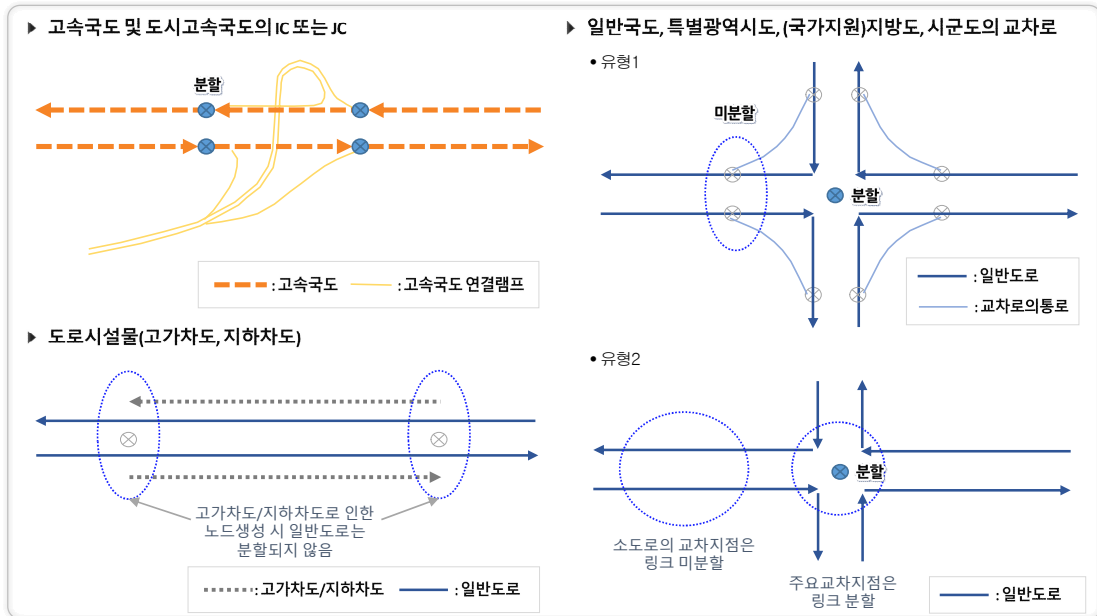 고속국도 및 도시고속국도의 IC 또는 JC
분할
: 고속국도
: 고속국도 연결램프
도로시설물(고가차도, 지하차도)
고가차도/지하차도로 인한
노드생성 시 일반도로는
분할되지 않음
: 고가차도/지하차도
: 일반도로
일반국도, 특별광역시도, (국가지원)지방도, 시군도의 교차로
• 유형1
미분할
분할
: 일반도로
: 교차로의통로
• 유형2
분할
소도로의 교차지점은
링크 미분할
주요교차지점은
링크 분할
: 일반도로